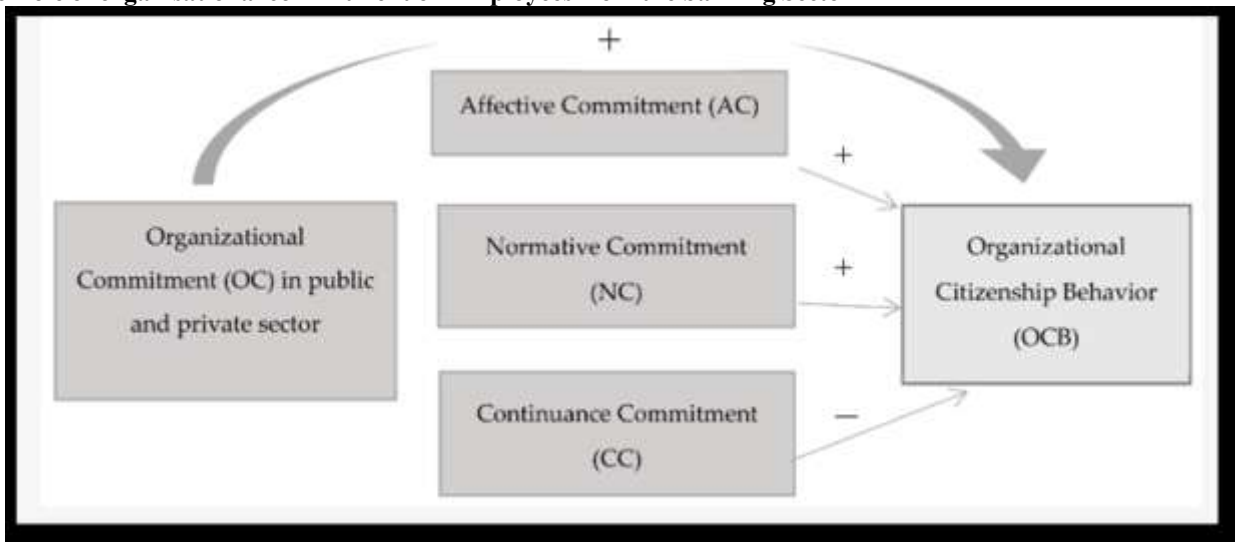 +
Affective Commitment (AC)
+
Organizational
Commitment (OC) in public
and private sector
Normative Commitment
(NC)
+
Organizational
Citizenship Behavior
(OCB)
Continuance Commitment
(CC)
—